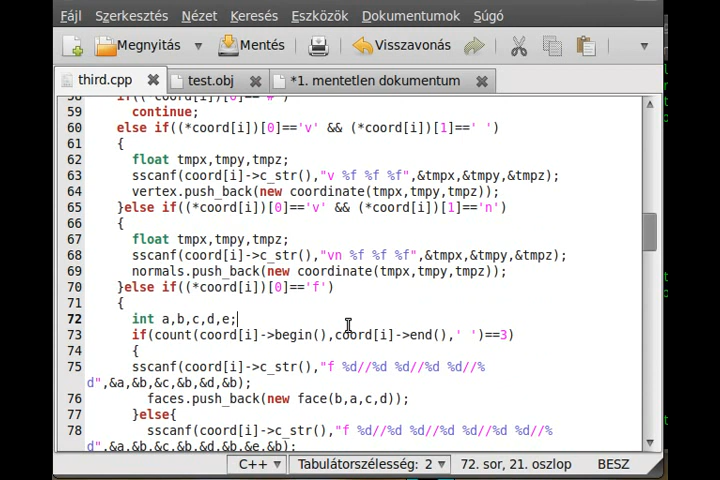 Fájl Szerkesztés Nézet Keresés Eszközök Dokumentumok Súgó
Megnyitás Mentés Visszavonás
third.cpp test.obj *1. mentetlen dokumentum
58 if((*coord[i])[0]=='#')
59 continue;
60 else if((*coord[i])[0]=='v' && (*coord[i])[1]==' ')
61 {
62 float tmpx,tmpy,tmpz;
63 sscanf(coord[i]->c_str(),"v %f %f %f",&tmpx,&tmpy,&tmpz);
64 vertex.push_back(new coordinate(tmpx,tmpy,tmpz));
65 }else if((*coord[i])[0]=='v' && (*coord[i])[1]=='n')
66 {
67 float tmpx,tmpy,tmpz;
68 sscanf(coord[i]->c_str(),"vn %f %f %f",&tmpx,&tmpy,&tmpz);
69 normals.push_back(new coordinate(tmpx,tmpy,tmpz));
70 }else if((*coord[i])[0]=='f')
71 {
72 int a,b,c,d,e;
73 if(count(coord[i]->begin(),coord[i]->end(),' ')==3)
74 {
75 sscanf(coord[i]->c_str(),"f %d//%d %d//%d %d//%
d",&a,&b,&c,&b,&d,&b);
76 faces.push_back(new face(b,a,c,d));
77 }else{
78 sscanf(coord[i]->c_str(),"f %d//%d %d//%d %d//%d %d//%
d",&a,&b,&c,&b,&d,&b,&e,&b);
C++ Tabulátorszélesség: 2 72. sor, 21. oszlop BESZ